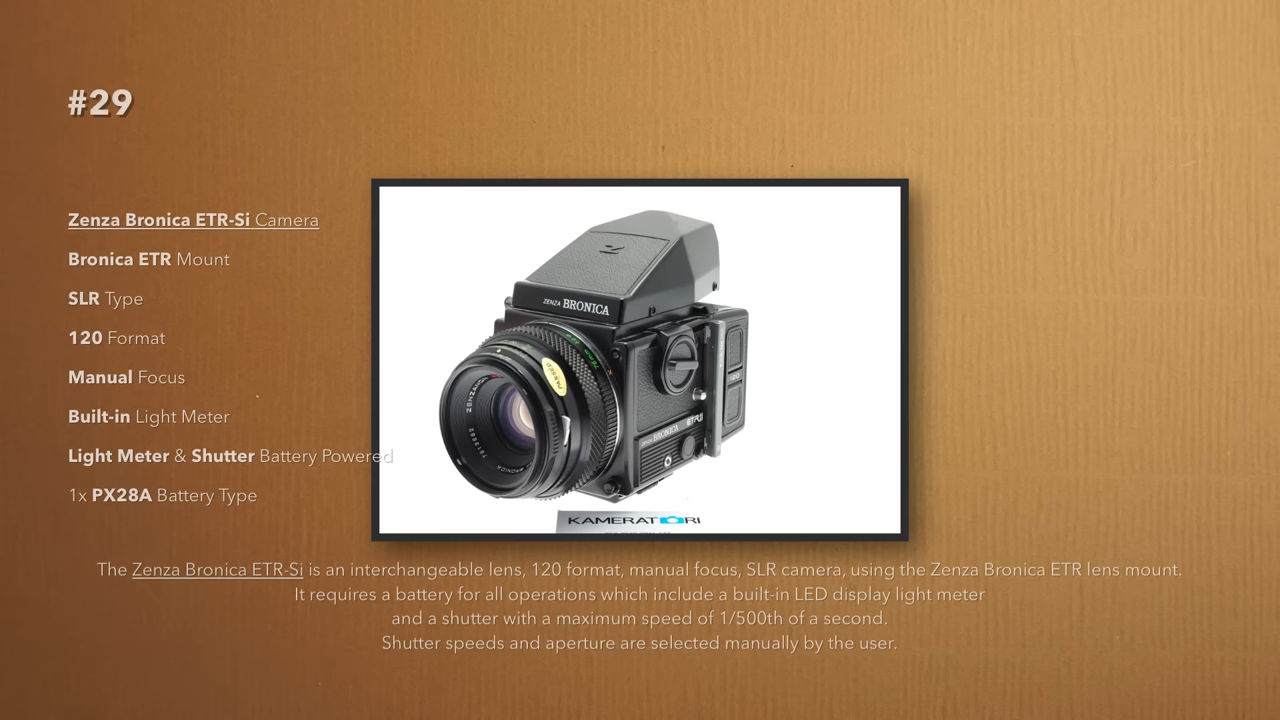 #29
Zenza Bronica ETR-Si Camera
Bronica ETR Mount
SLR Type
120 Format
Manual Focus
Built-in Light Meter
Light Meter & Shutter Battery Powered
1x PX28A Battery Type
ZENZA BRONICA
PASSED
ZENZANON
120
ZENZA BRONICA
KAMERATORI
The Zenza Bronica ETR-Si is an interchangeable lens, 120 format, manual focus, SLR camera, using the Zenza Bronica ETR lens mount.
It requires a battery for all operations which include a built-in LED display light meter
and a shutter with a maximum speed of 1/500th of a second.
Shutter speeds and aperture are selected manually by the user.